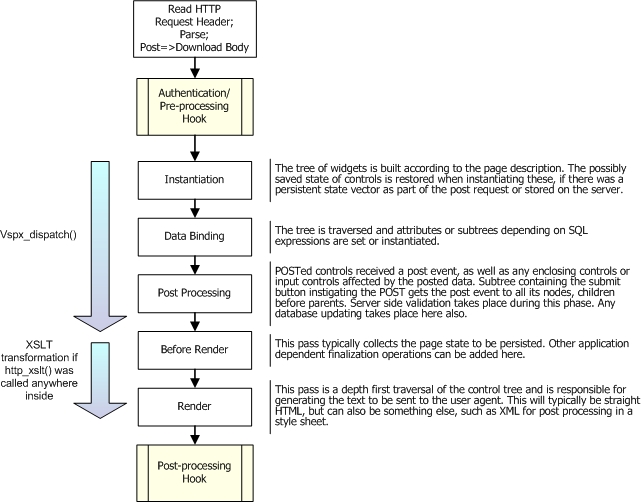 Read HTTP
Request Header;
Parse;
Post=>Download Body
Authentication/
Pre-processing
Hook
Instantiation
The tree of widgets is built according to the page description. The possibly
saved state of controls is restored when instantiating these, if there was a
persistent state vector as part of the post request or stored on the server.
Vspx_dispatch()
Data Binding
The tree is traversed and attributes or subtrees depending on SQL
expressions are set or instantiated.
Post Processing
POSTed controls received a post event, as well as any enclosing controls or
input controls affected by the posted data. Subtree containing the submit
button instigating the POST gets the post event to all its nodes, children
before parents. Server side validation takes place during this phase. Any
database updating takes place here also.
XSLT
transformation if
http_xslt() was
called anywhere
inside
Before Render
This pass typically collects the page state to be persisted. Other application
dependent finalization operations can be added here.
Render
This pass is a depth first traversal of the control tree and is responsible for
generating the text to be sent to the user agent. This will typically be straight
HTML, but can also be something else, such as XML for post processing in a
style sheet.
Post-processing
Hook